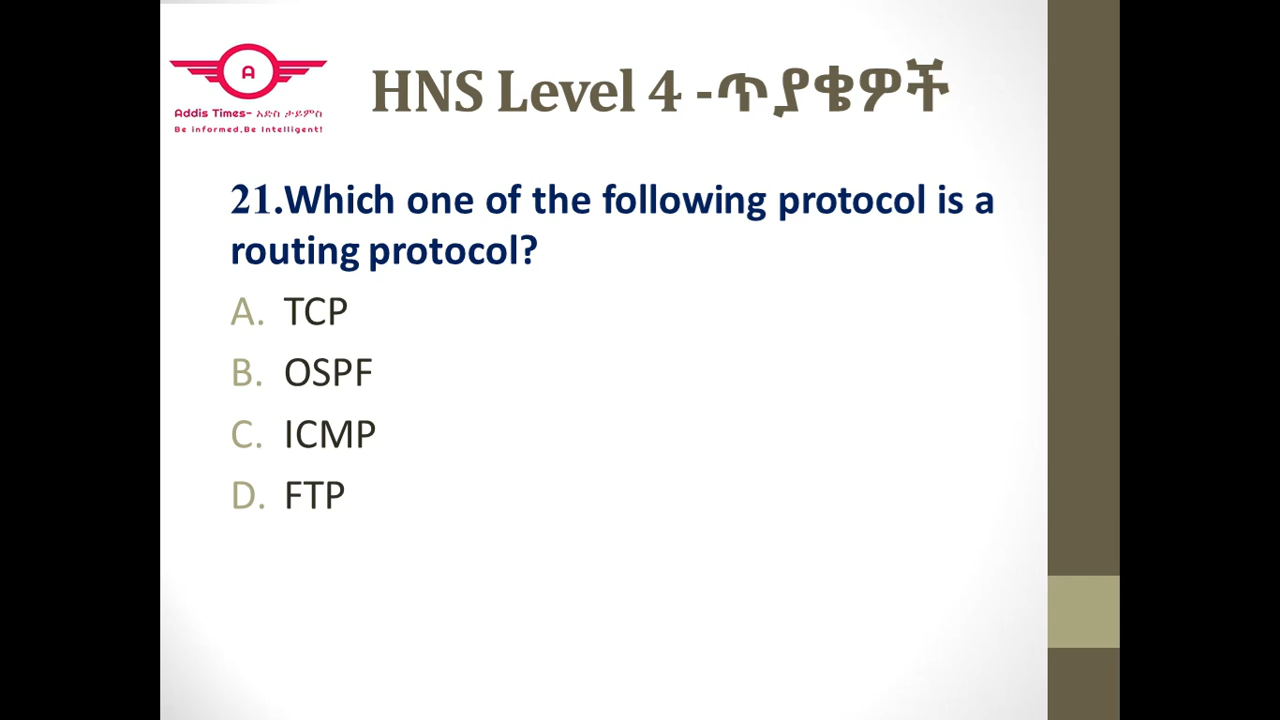 A
Addis Times- አዲስ ታይምስ
Be informed,Be Intelligent!
HNS Level 4 -ጥያቄዎች
21.Which one of the following protocol is a
routing protocol?
A. TCP
B. OSPF
C. ICMP
D. FTP